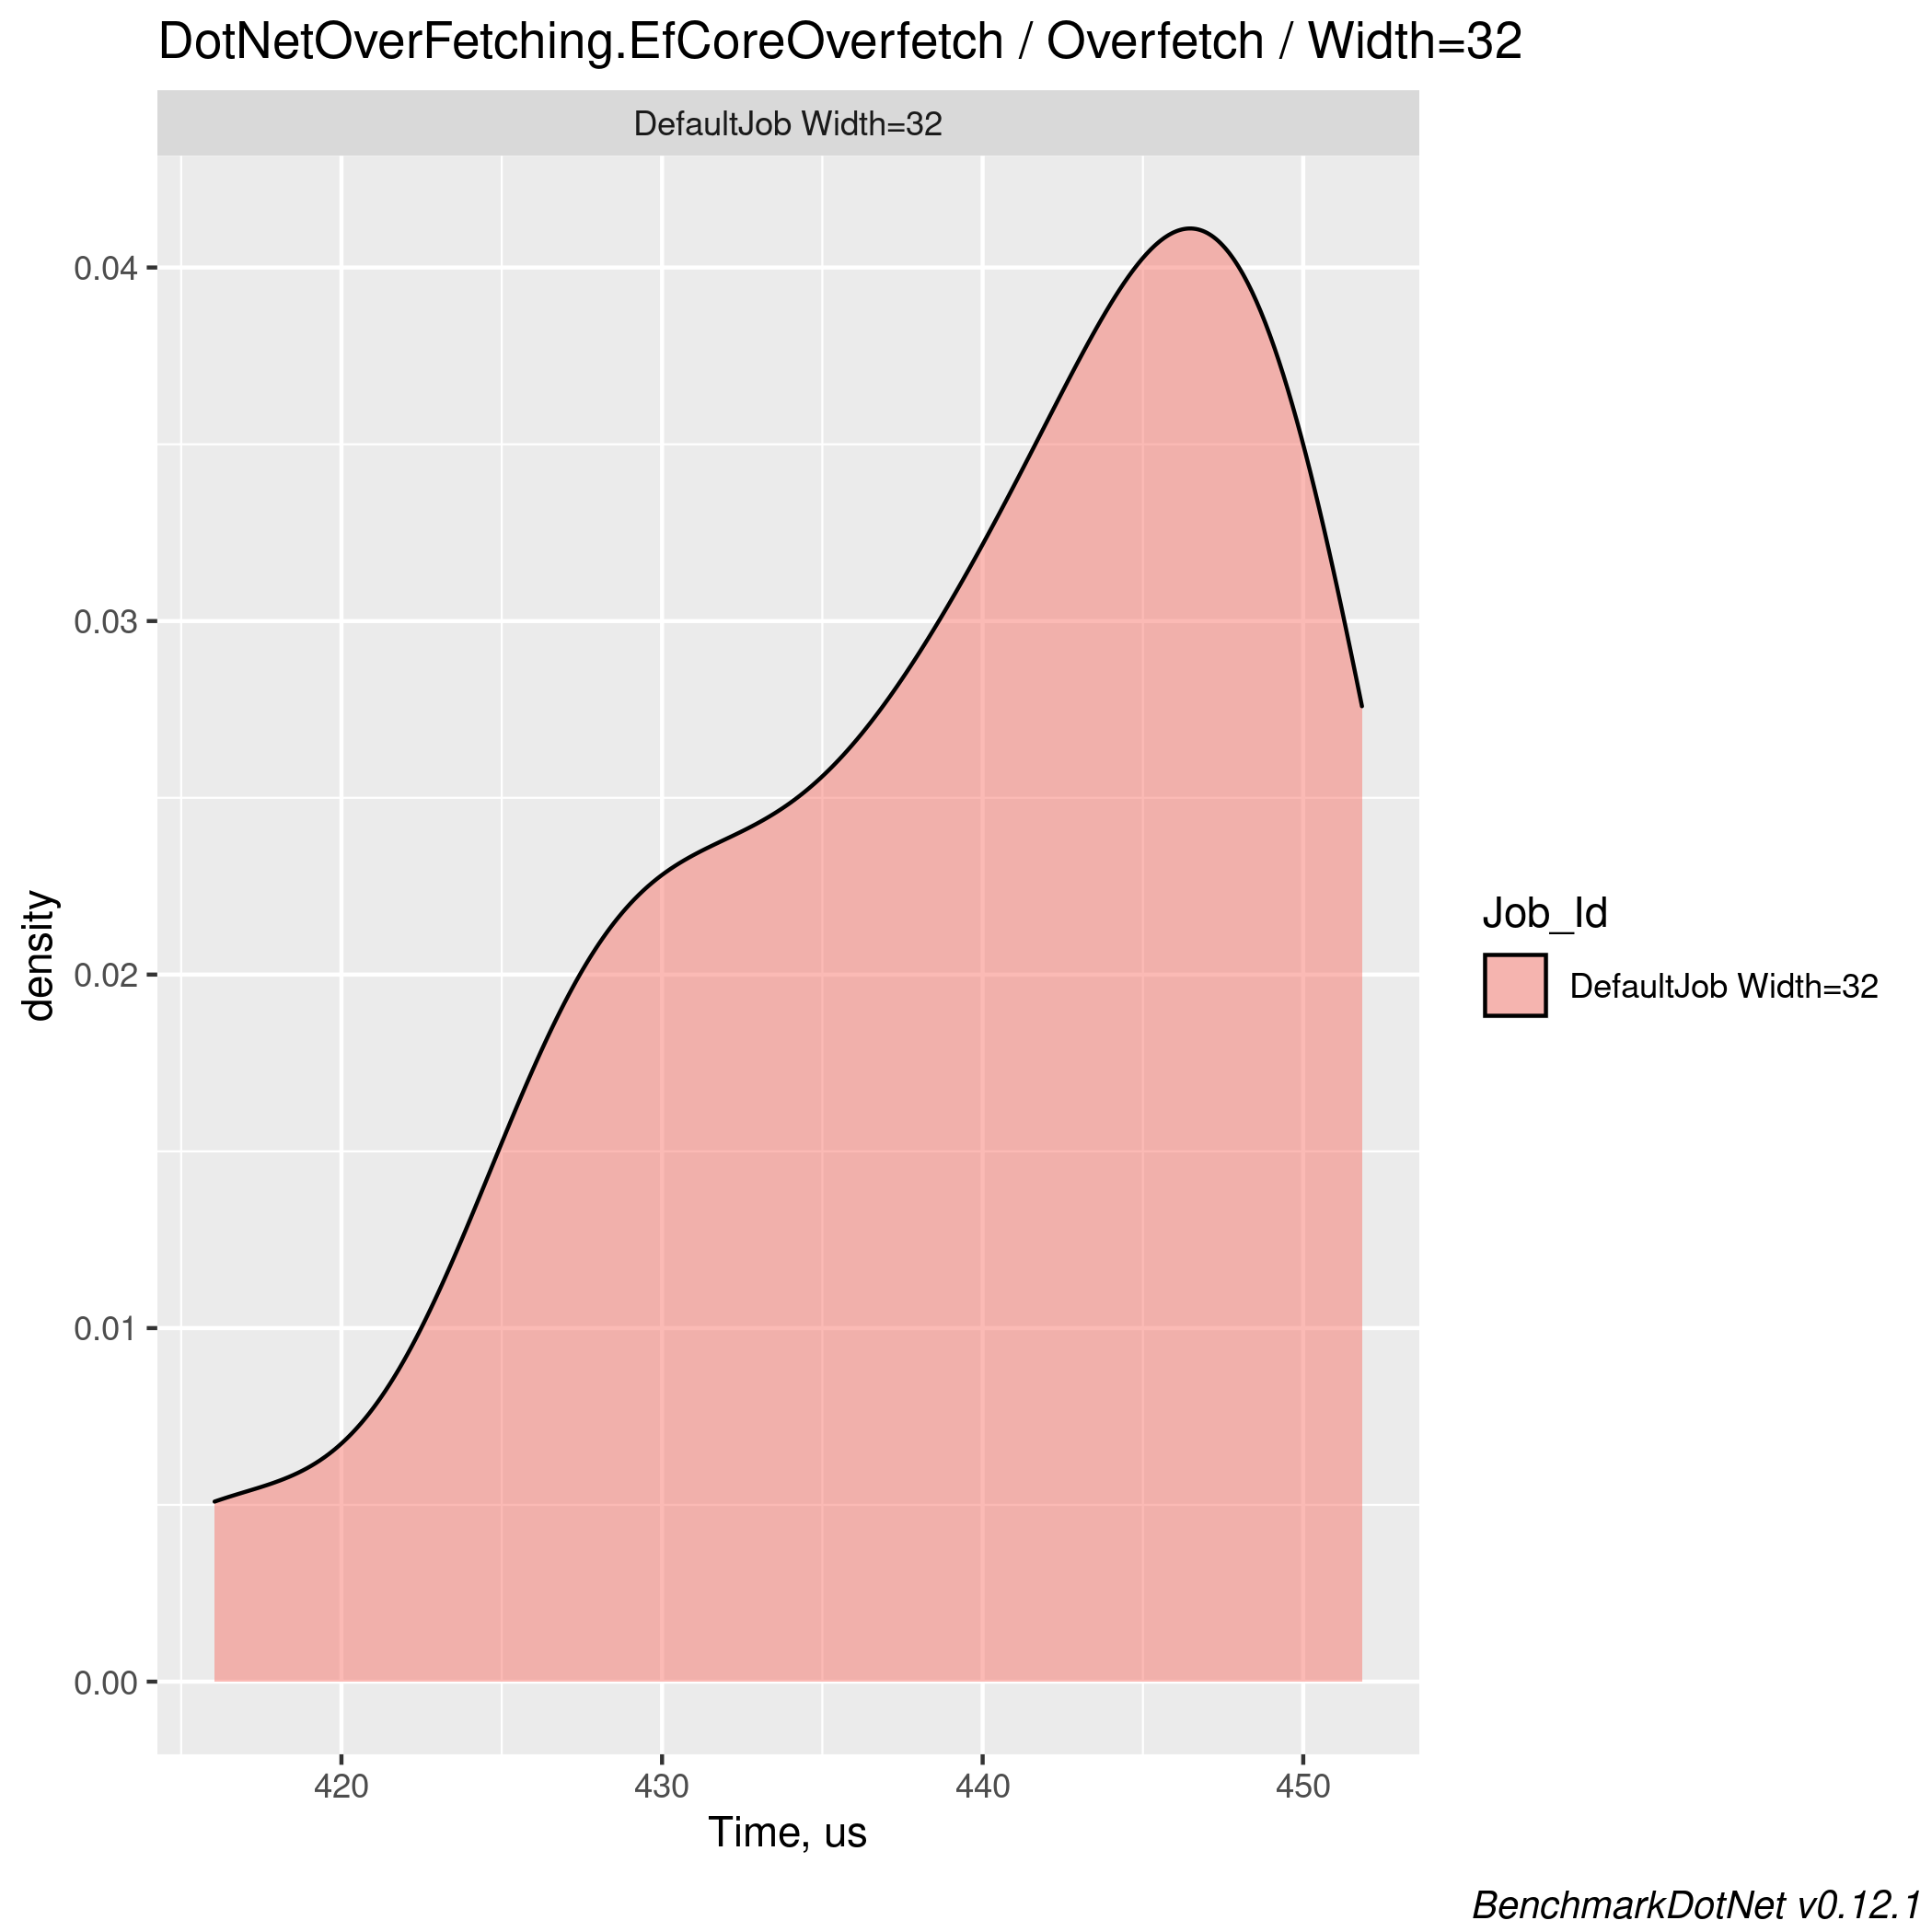 DotNetOverFetching.EfCoreOverfetch / Overfetch / Width=32
DefaultJob Width=32
0.04
0.03
0.02
0.01
0.00
density
420 430 440 450
Time, us
Job_Id
DefaultJob Width=32
BenchmarkDotNet v0.12.1